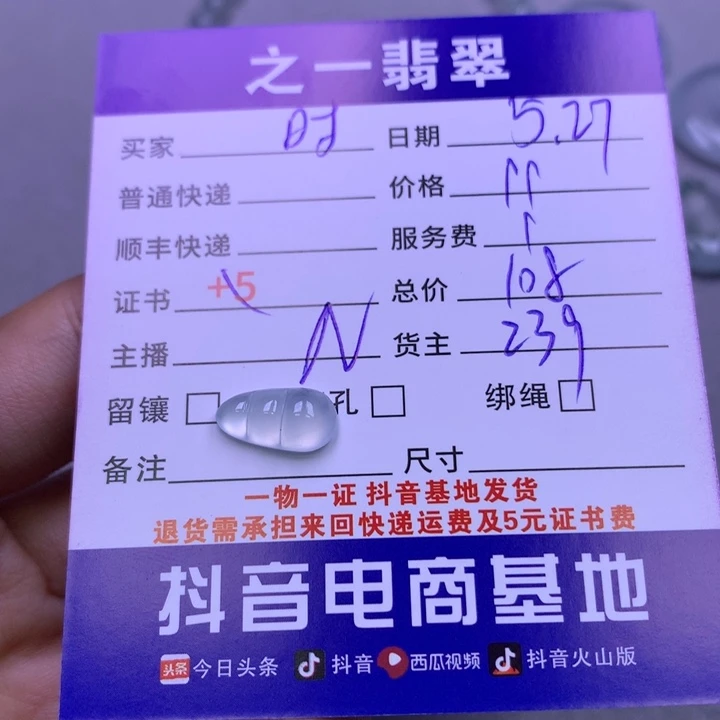 之一翡翠
买家 时 日期 5.27
普通快递 价格
顺丰快递 服务费
证书 +5 总价 108
主播 N 货主 239
留镶 孔 绑绳
备注 尺寸
一物一证 抖音基地发货
退货需承担来回快递运费及5元证书费
抖音电商基地
头条 今日头条 抖音 西瓜视频 抖音火山版